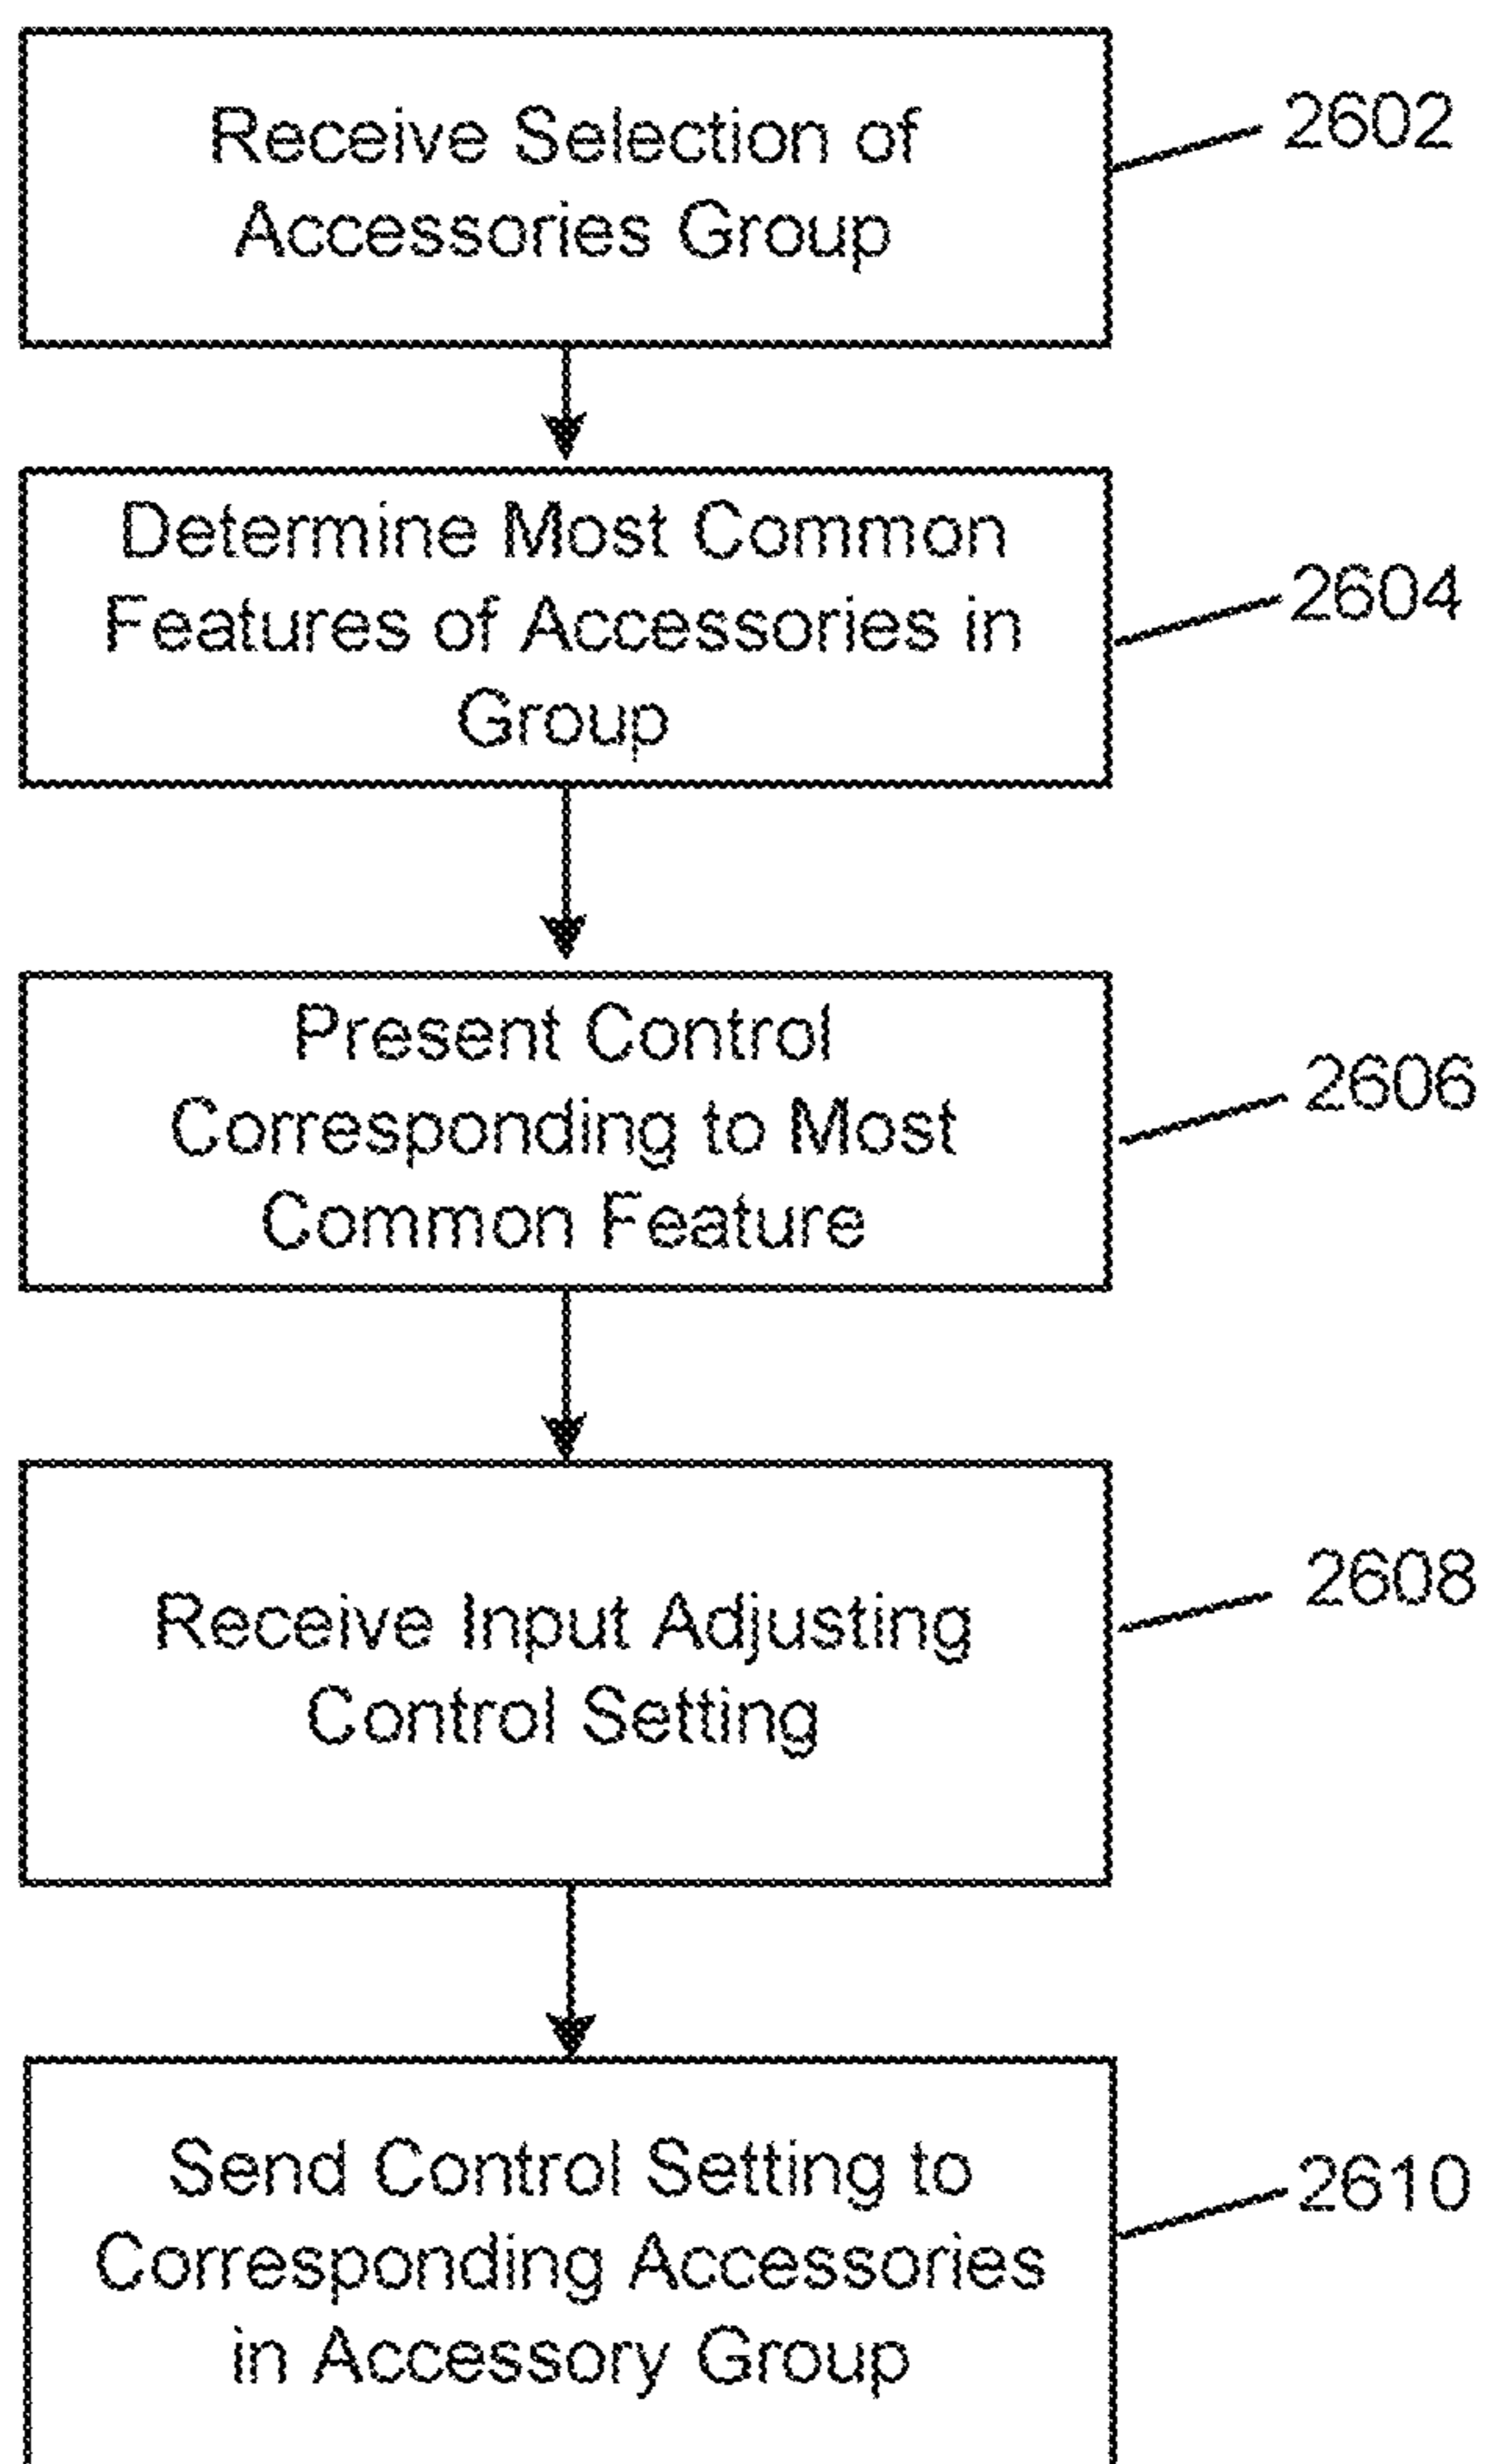 Receive Selection of
Accessories Group
2602
Determine Most Common
Features of Accessories in
Group
2604
Present Control
Corresponding to Most
Common Feature
2606
Receive Input Adjusting
Control Setting
2608
Send Control Setting to
Corresponding Accessories
in Accessory Group
2610